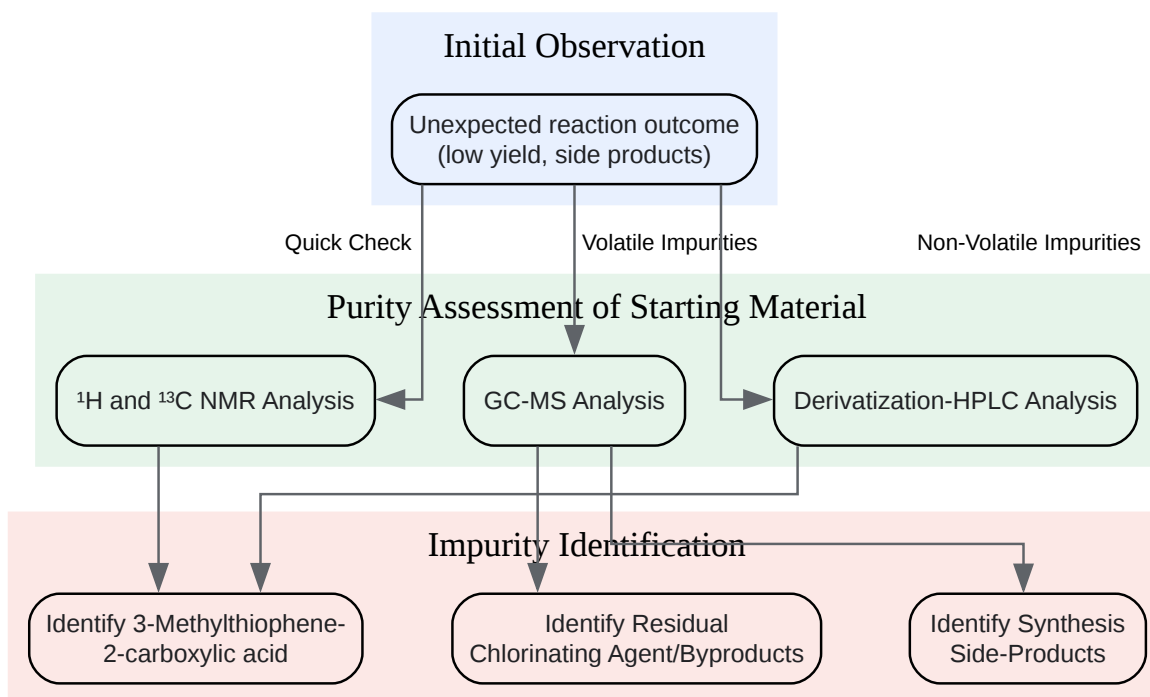 Initial Observation
Unexpected reaction outcome
(low yield, side products)
Quick Check
Volatile Impurities
Non-Volatile Impurities
Purity Assessment of Starting Material
¹H and ¹³C NMR Analysis
GC-MS Analysis
Derivatization-HPLC Analysis
Impurity Identification
Identify 3-Methylthiophene-
2-carboxylic acid
Identify Residual
Chlorinating Agent/Byproducts
Identify Synthesis
Side-Products